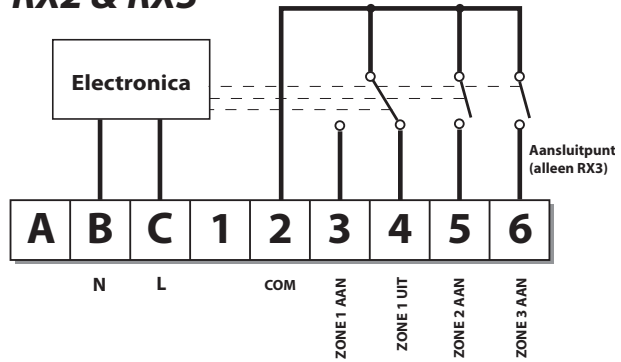 RX2 & RX3
Electronica
Aansluitpunt
(alleen RX3)
A B C 1 2 3 4 5 6
N L COM ZONE 1 AAN ZONE 1 UIT ZONE 2 AAN ZONE 3 AAN